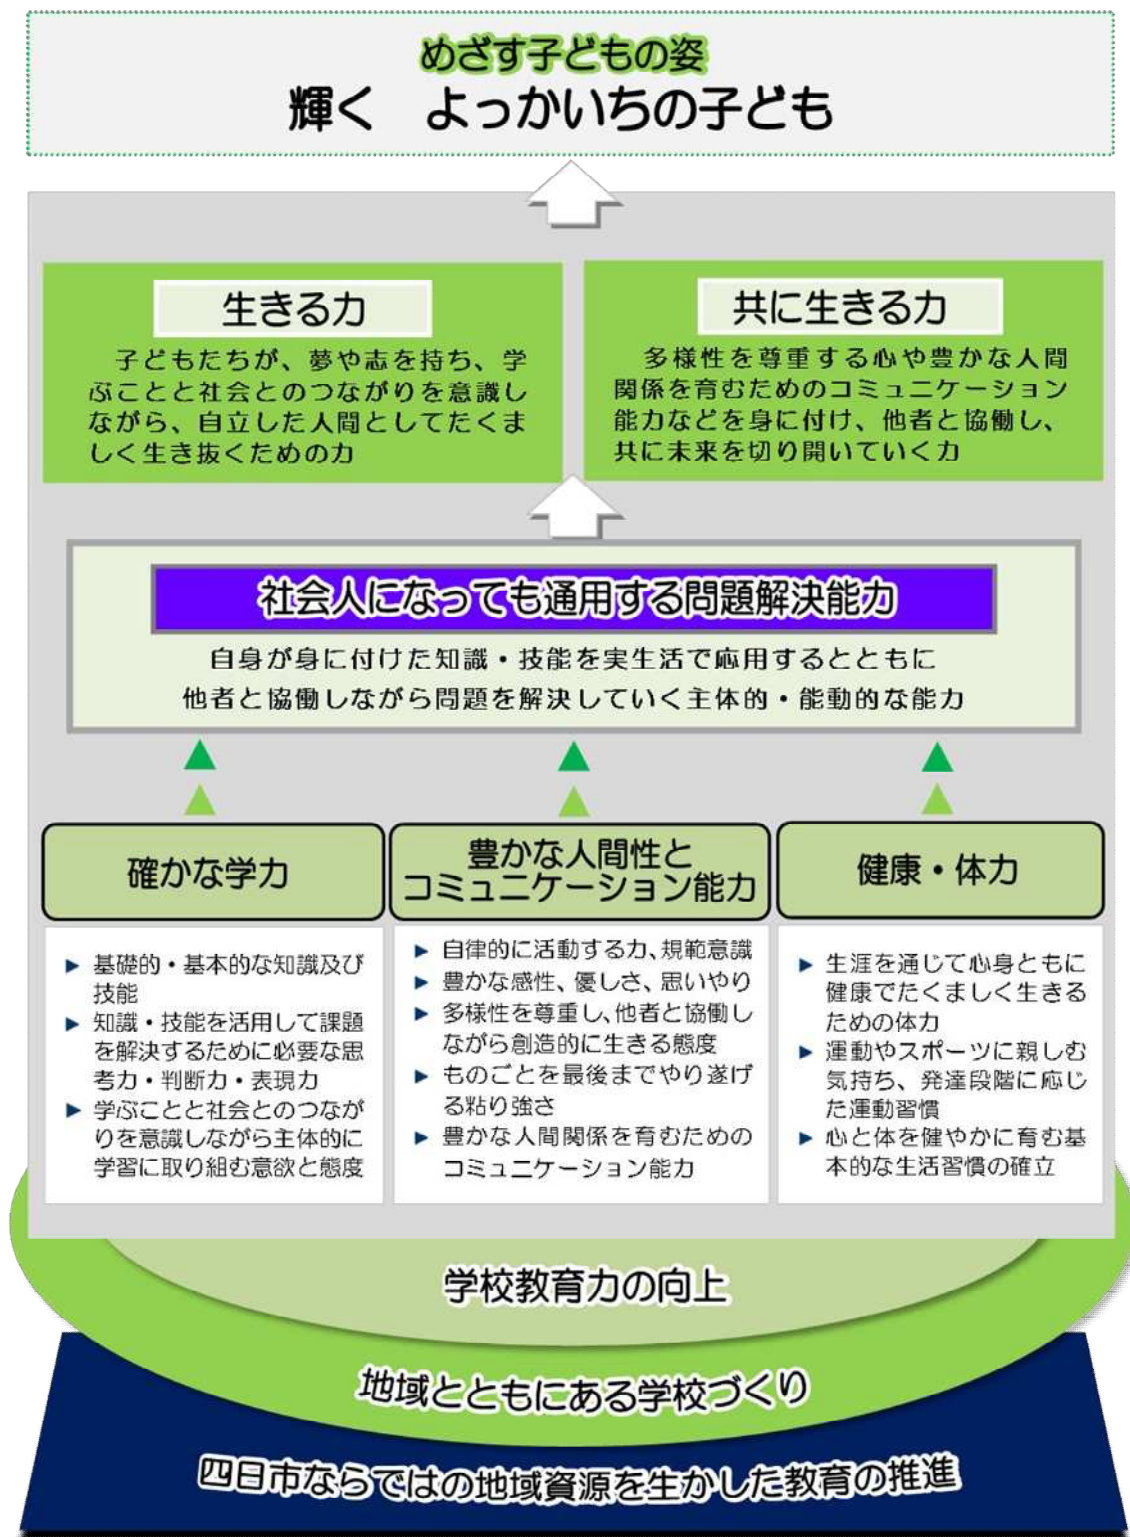 めざす子どもの姿
輝く　よっかいちの子ども
生きる力
子どもたちが、夢や志を持ち、学
ぶことと社会とのつながりを意識し
ながら、自立した人間としてたくま
しく生き抜くための力
共に生きる力
多様性を尊重する心や豊かな人間
関係を育むためのコミュニケーション
能力などを身に付け、他者と協働し、
共に未来を切り開いていく力
社会人になっても通用する問題解決能力
自身が身に付けた知識・技能を実生活で応用するとともに
他者と協働しながら問題を解決していく主体的・能動的な能力
確かな学力
▶ 基礎的・基本的な知識及び
技能
▶ 知識・技能を活用して課題
を解決するために必要な思
考力・判断力・表現力
▶ 学ぶことと社会とのつなが
りを意識しながら主体的に
学習に取り組む意欲と態度
豊かな人間性と
コミュニケーション能力
▶ 自律的に活動する力、規範意識
▶ 豊かな感性、優しさ、思いやり
▶ 多様性を尊重し、他者と協働し
ながら創造的に生きる態度
▶ ものごとを最後までやり遂げ
る粘り強さ
▶ 豊かな人間関係を育むための
コミュニケーション能力
健康・体力
▶ 生涯を通じて心身ともに
健康でたくましく生きる
ための体力
▶ 運動やスポーツに親しむ
気持ち、発達段階に応じ
た運動習慣
▶ 心と体を健やかに育む基
本的な生活習慣の確立
学校教育力の向上
地域とともにある学校づくり
四日市ならではの地域資源を生かした教育の推進